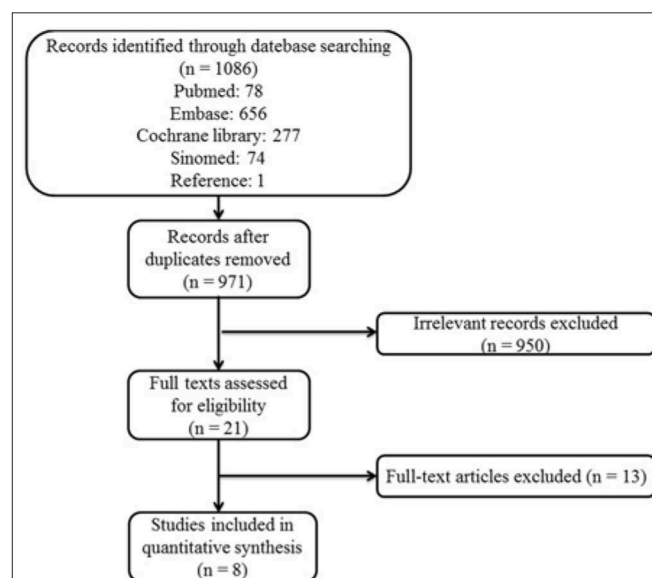 Records identified through datebase searching
(n = 1086)
Pubmed: 78
Embase: 656
Cochrane library: 277
Sinomed: 74
Reference: 1
Records after
duplicates removed
(n = 971)
Irrelevant records excluded
(n = 950)
Full texts assessed
for eligibility
(n = 21)
Full-text articles excluded (n = 13)
Studies included in
quantitative synthesis
(n = 8)